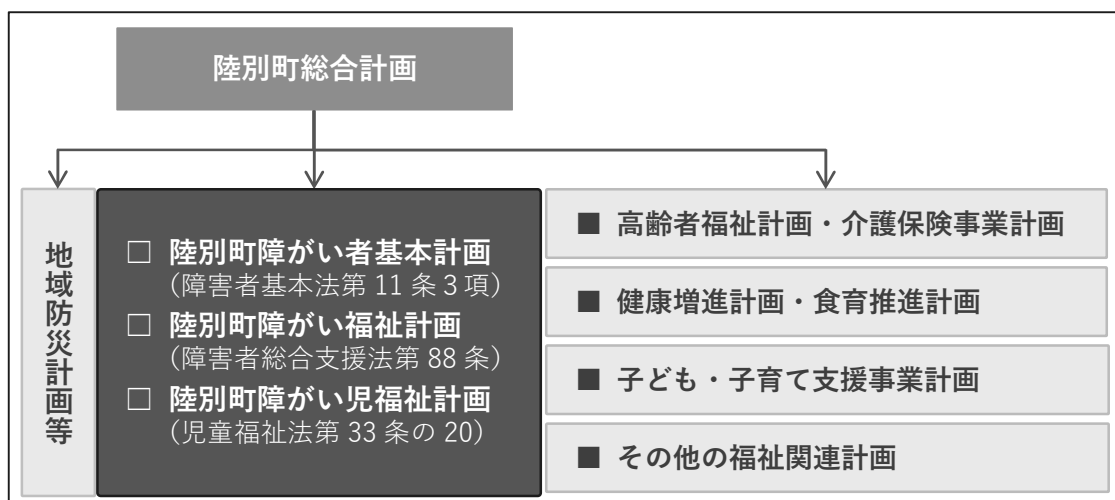 陸別町総合計画
地域防災計画等
□ 陸別町障がい者基本計画
(障害者基本法第 11 条3項)
□ 陸別町障がい福祉計画
(障害者総合支援法第 88 条)
□ 陸別町障がい児福祉計画
(児童福祉法第 33 条の 20)
■ 高齢者福祉計画・介護保険事業計画
■ 健康増進計画・食育推進計画
■ 子ども・子育て支援事業計画
■ その他の福祉関連計画